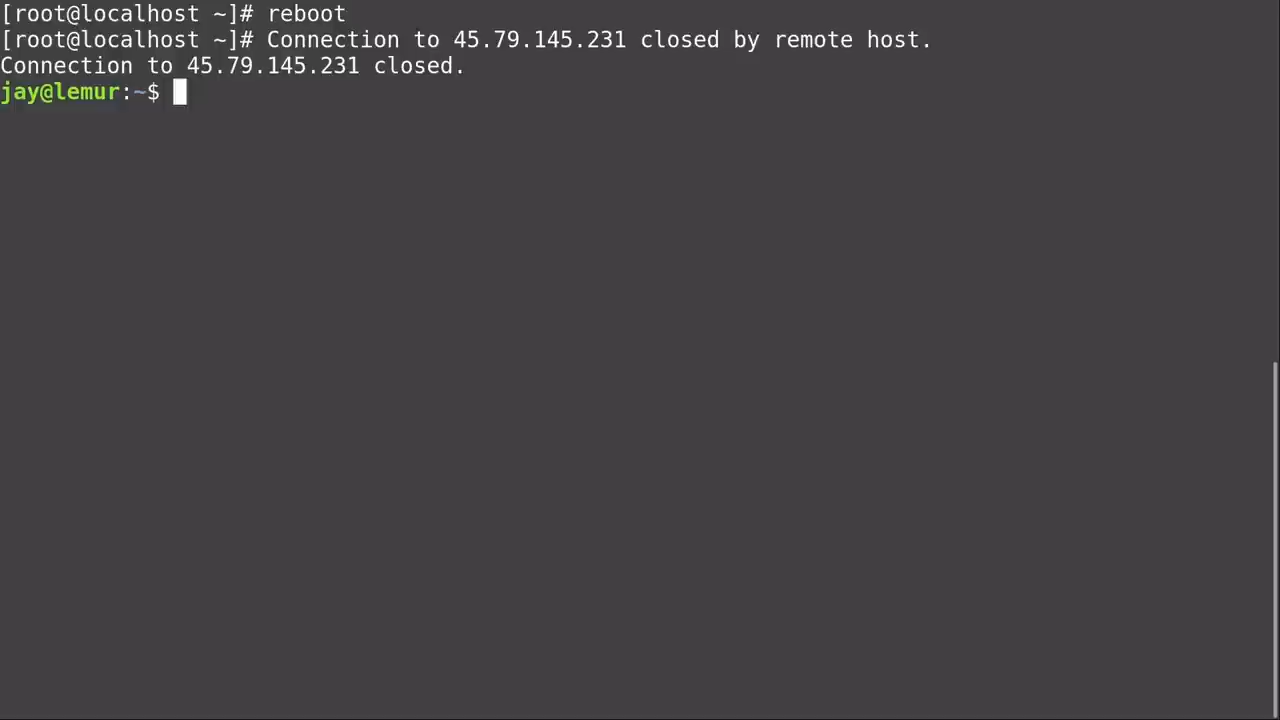 [root@localhost ~]# reboot
[root@localhost ~]# Connection to 45.79.145.231 closed by remote host.
Connection to 45.79.145.231 closed.
jay@lemur:~$